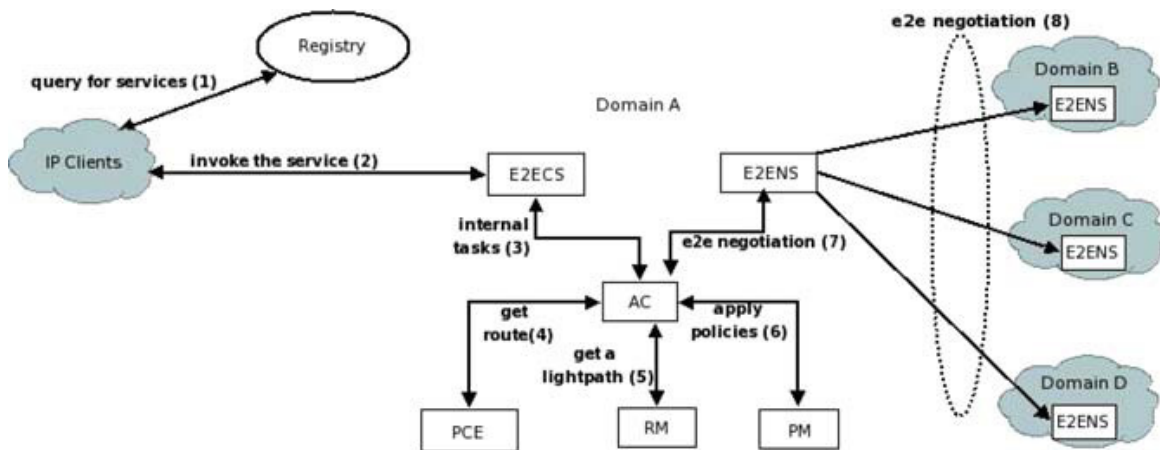 e2e negotiation (8)
Registry
Domain B
E2ENS
query for services (1)
Domain A
IP Clients
invoke the service (2)
E2ECS
E2ENS
Domain C
E2ENS
internal
tasks (3)
e2e negotiation (7)
AC
get
route(4)
apply
policies (6)
get a
lightpath (5)
Domain D
E2ENS
PCE
RM
PM